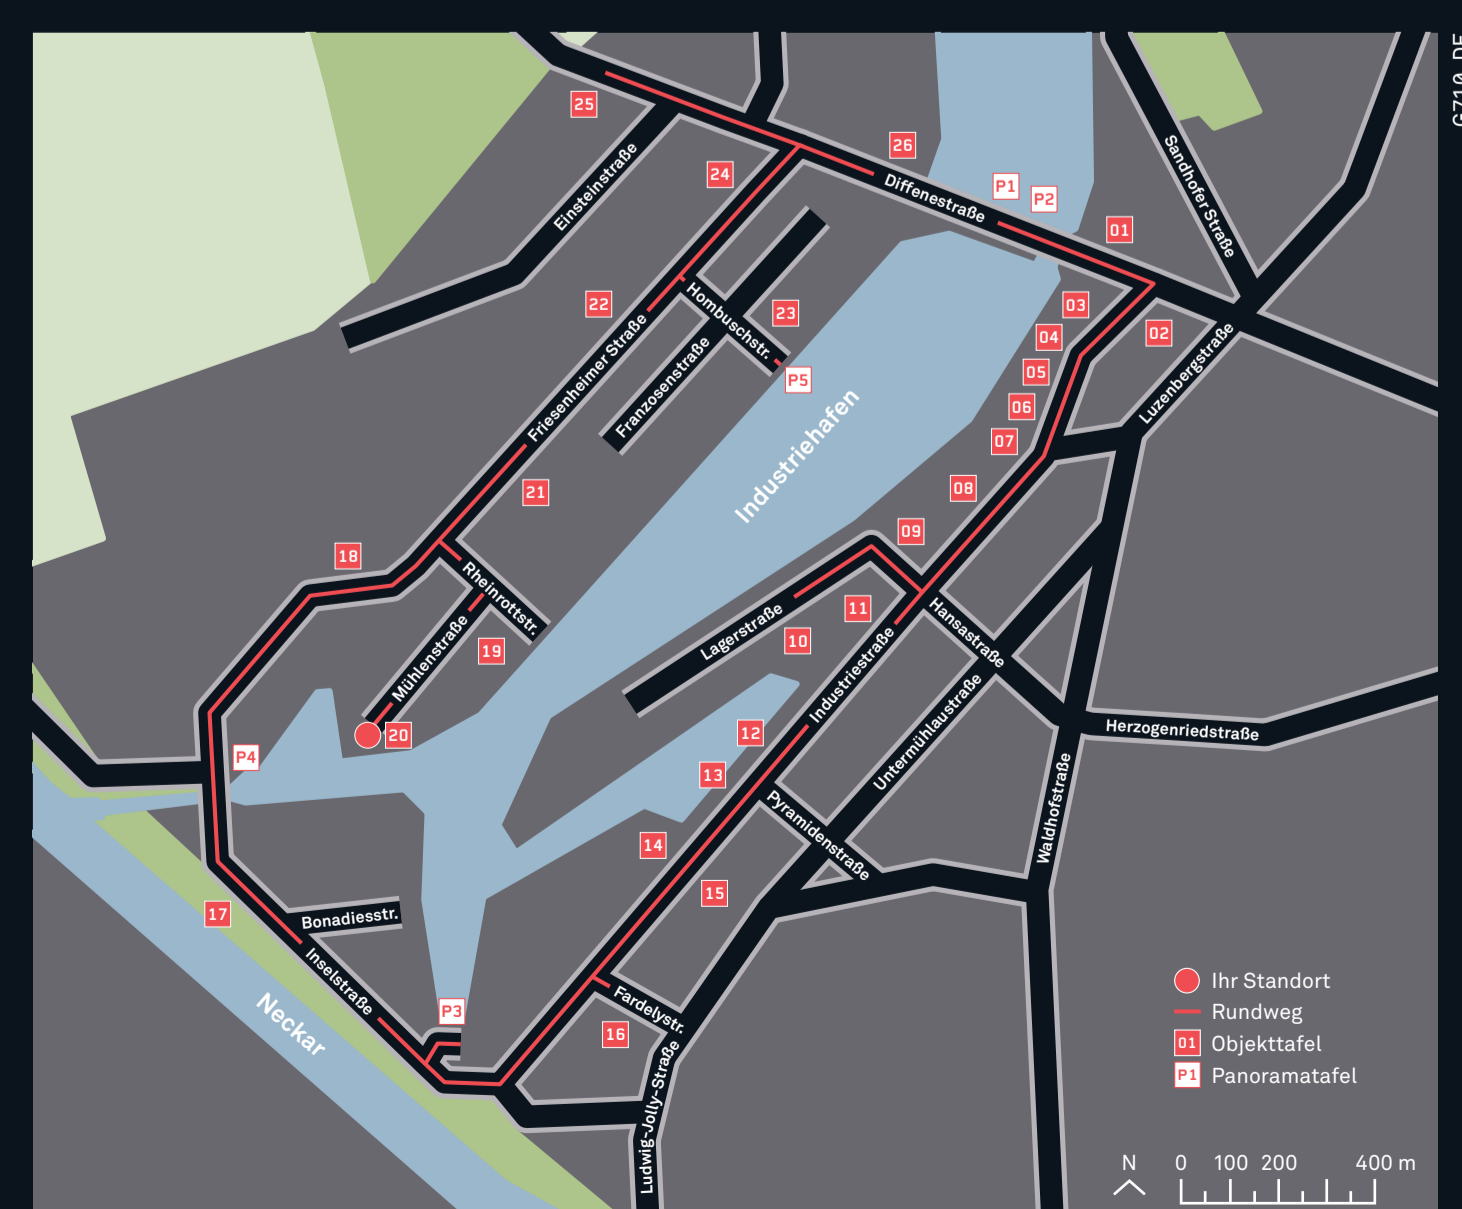 G710 DE
25
24
26
Einsteinstraße
Diffenestraße
P1
P2
01
Sandhofer Straße
22
Hombuschstr.
23
03
04
02
05
06
07
Friesenheimer Straße
Franzosenstraße
P5
Luzenbergstraße
Industriehafen
21
08
09
18
Rheinrottstr.
Mühlenstraße
19
Lagerstraße
11
10
Hansastraße
20
P4
Industriestraße
12
13
Untermühlaustraße
Herzogenriedstraße
14
Pyramidenstraße
Waldhofstraße
15
17
Bonadiesstr.
Inselstraße
Neckar
P3
Fardelystr.
16
Ludwig-Jolly-Straße
Ihr Standort
Rundweg
01 Objekttafel
P1 Panoramatafel
N 0 100 200 400 m